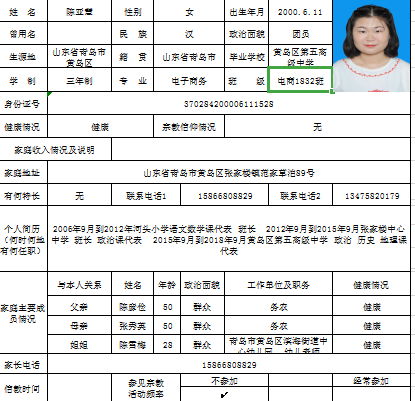 姓 名 陈亚慧 性别 女 出生年月 2000.6.11
曾用名 民 族 汉 政治面貌 团员
生源地 山东省青岛市黄岛区 籍 贯 山东省青岛市 毕业学校 黄岛区第五高级中学
学 制 三年制 专 业 电子商务 班 级 电商1832班
身份证号 370284200006111528
健康情况 健康 宗教信仰情况 无
家庭收入情况及说明
家庭地址 山东省青岛市黄岛区张家楼镇范家草泊89号
有何特长 无 联系电话1 15866808829 联系电话2 13475820179
个人简历（何时何地有何任职）
2006年9月到2012年河头小学语文数学课代表 班长 2012年9月到2015年9月张家楼中心
中学 班长 政治课代表 2015年9月到2018年9月黄岛区第五高级中学 政治 历史 地理课
代表
家庭主要成员情况
与本人关系 姓名 年龄 政治面貌 工作单位及职务 健康情况
父亲 50 群众 务农 健康
母亲 张秀英 50 群众 务农 健康
姐姐 陈雪梅 28 群众 青岛市黄岛区滨海街道中心幼儿园 幼儿老师 健康
家长电话 15866808829
信教时间 参见宗教活动频率 不参加 经常参加
✓